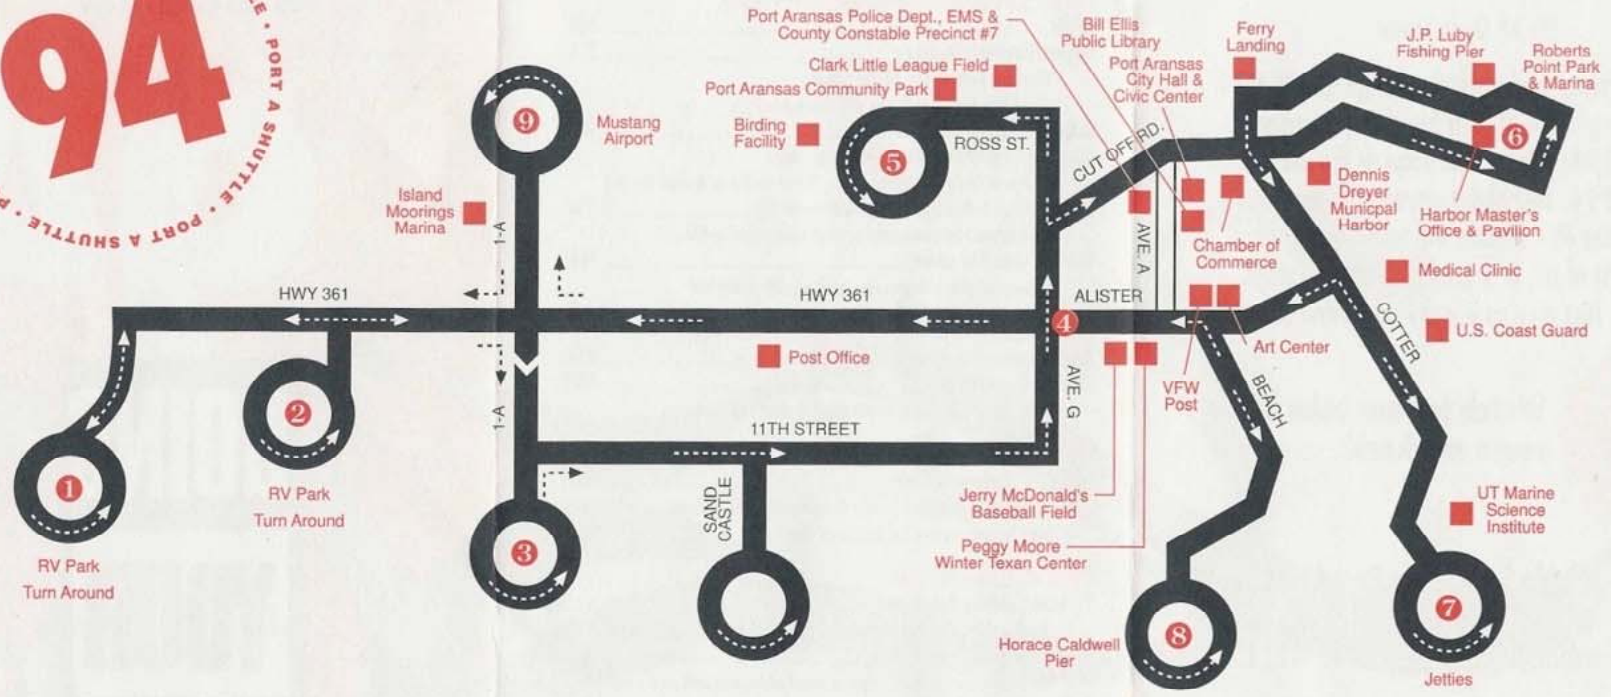 94
E • PORT A SHUTTLE • PORT A SHUTTLE • P
Port Aransas Police Dept., EMS &
County Constable Precinct #7
Bill Ellis
Public Library
Port Aransas
City Hall &
Civic Center
Ferry
Landing
J.P. Luby
Fishing Pier
Roberts
Point Park
& Marina
Clark Little League Field
Port Aransas Community Park
Birding
Facility
9
Mustang
Airport
5
ROSS ST.
CUT OFF RD.
6
Island
Moorings
Marina
1-A
AVE. A
Chamber of
Commerce
Dennis
Dreyer
Municpal
Harbor
Harbor Master's
Office & Pavilion
Medical Clinic
HWY 361
HWY 361
ALISTER
4
COTTER
U.S. Coast Guard
Post Office
Art Center
VFW
Post
BEACH
AVE. G
1-A
2
11TH STREET
1
RV Park
Turn Around
3
SAND
CASTLE
Jerry McDonald's
Baseball Field
Peggy Moore
Winter Texan Center
UT Marine
Science
Institute
RV Park
Turn Around
7
8
Horace Caldwell
Pier
Jetties